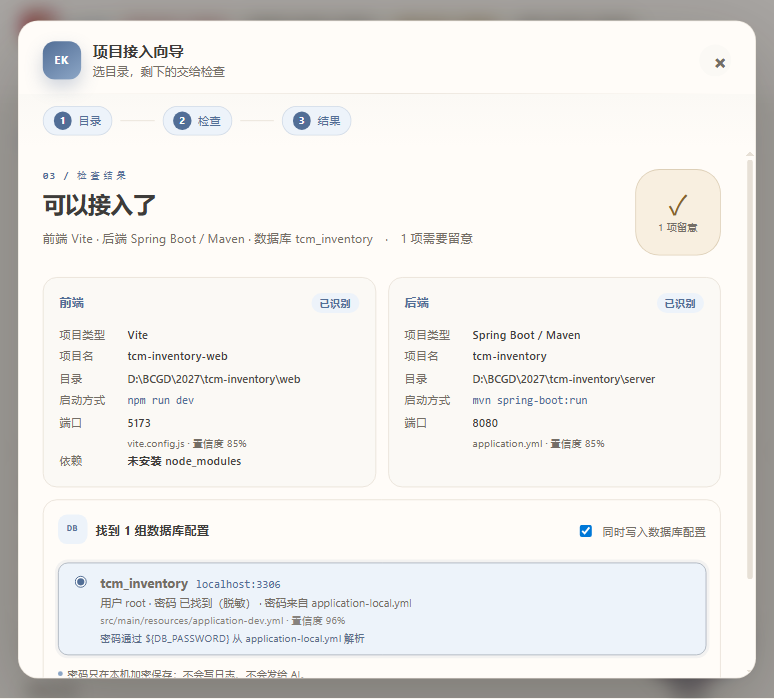 EK
项目接入向导
选目录，剩下的交给检查
×
1 目录
2 检查
3 结果
03 / 检查结果
可以接入了
前端 Vite · 后端 Spring Boot / Maven · 数据库 tcm_inventory · 1 项需要留意
✓
1 项留意
前端
已识别
项目类型 Vite
项目名 tcm-inventory-web
目录 D:\BCGD\2027\tcm-inventory\web
启动方式 npm run dev
端口 5173
vite.config.js · 置信度 85%
依赖 未安装 node_modules
后端
已识别
项目类型 Spring Boot / Maven
项目名 tcm-inventory
目录 D:\BCGD\2027\tcm-inventory\server
启动方式 mvn spring-boot:run
端口 8080
application.yml · 置信度 85%
DB 找到 1 组数据库配置
同时写入数据库配置
tcm_inventory localhost:3306
用户 root · 密码 已找到（脱敏） · 密码来自 application-local.yml
src/main/resources/application-dev.yml · 置信度 96%
密码通过 ${DB_PASSWORD} 从 application-local.yml 解析
密码只在本机加密保存；不会写日志，不会发给 AI。